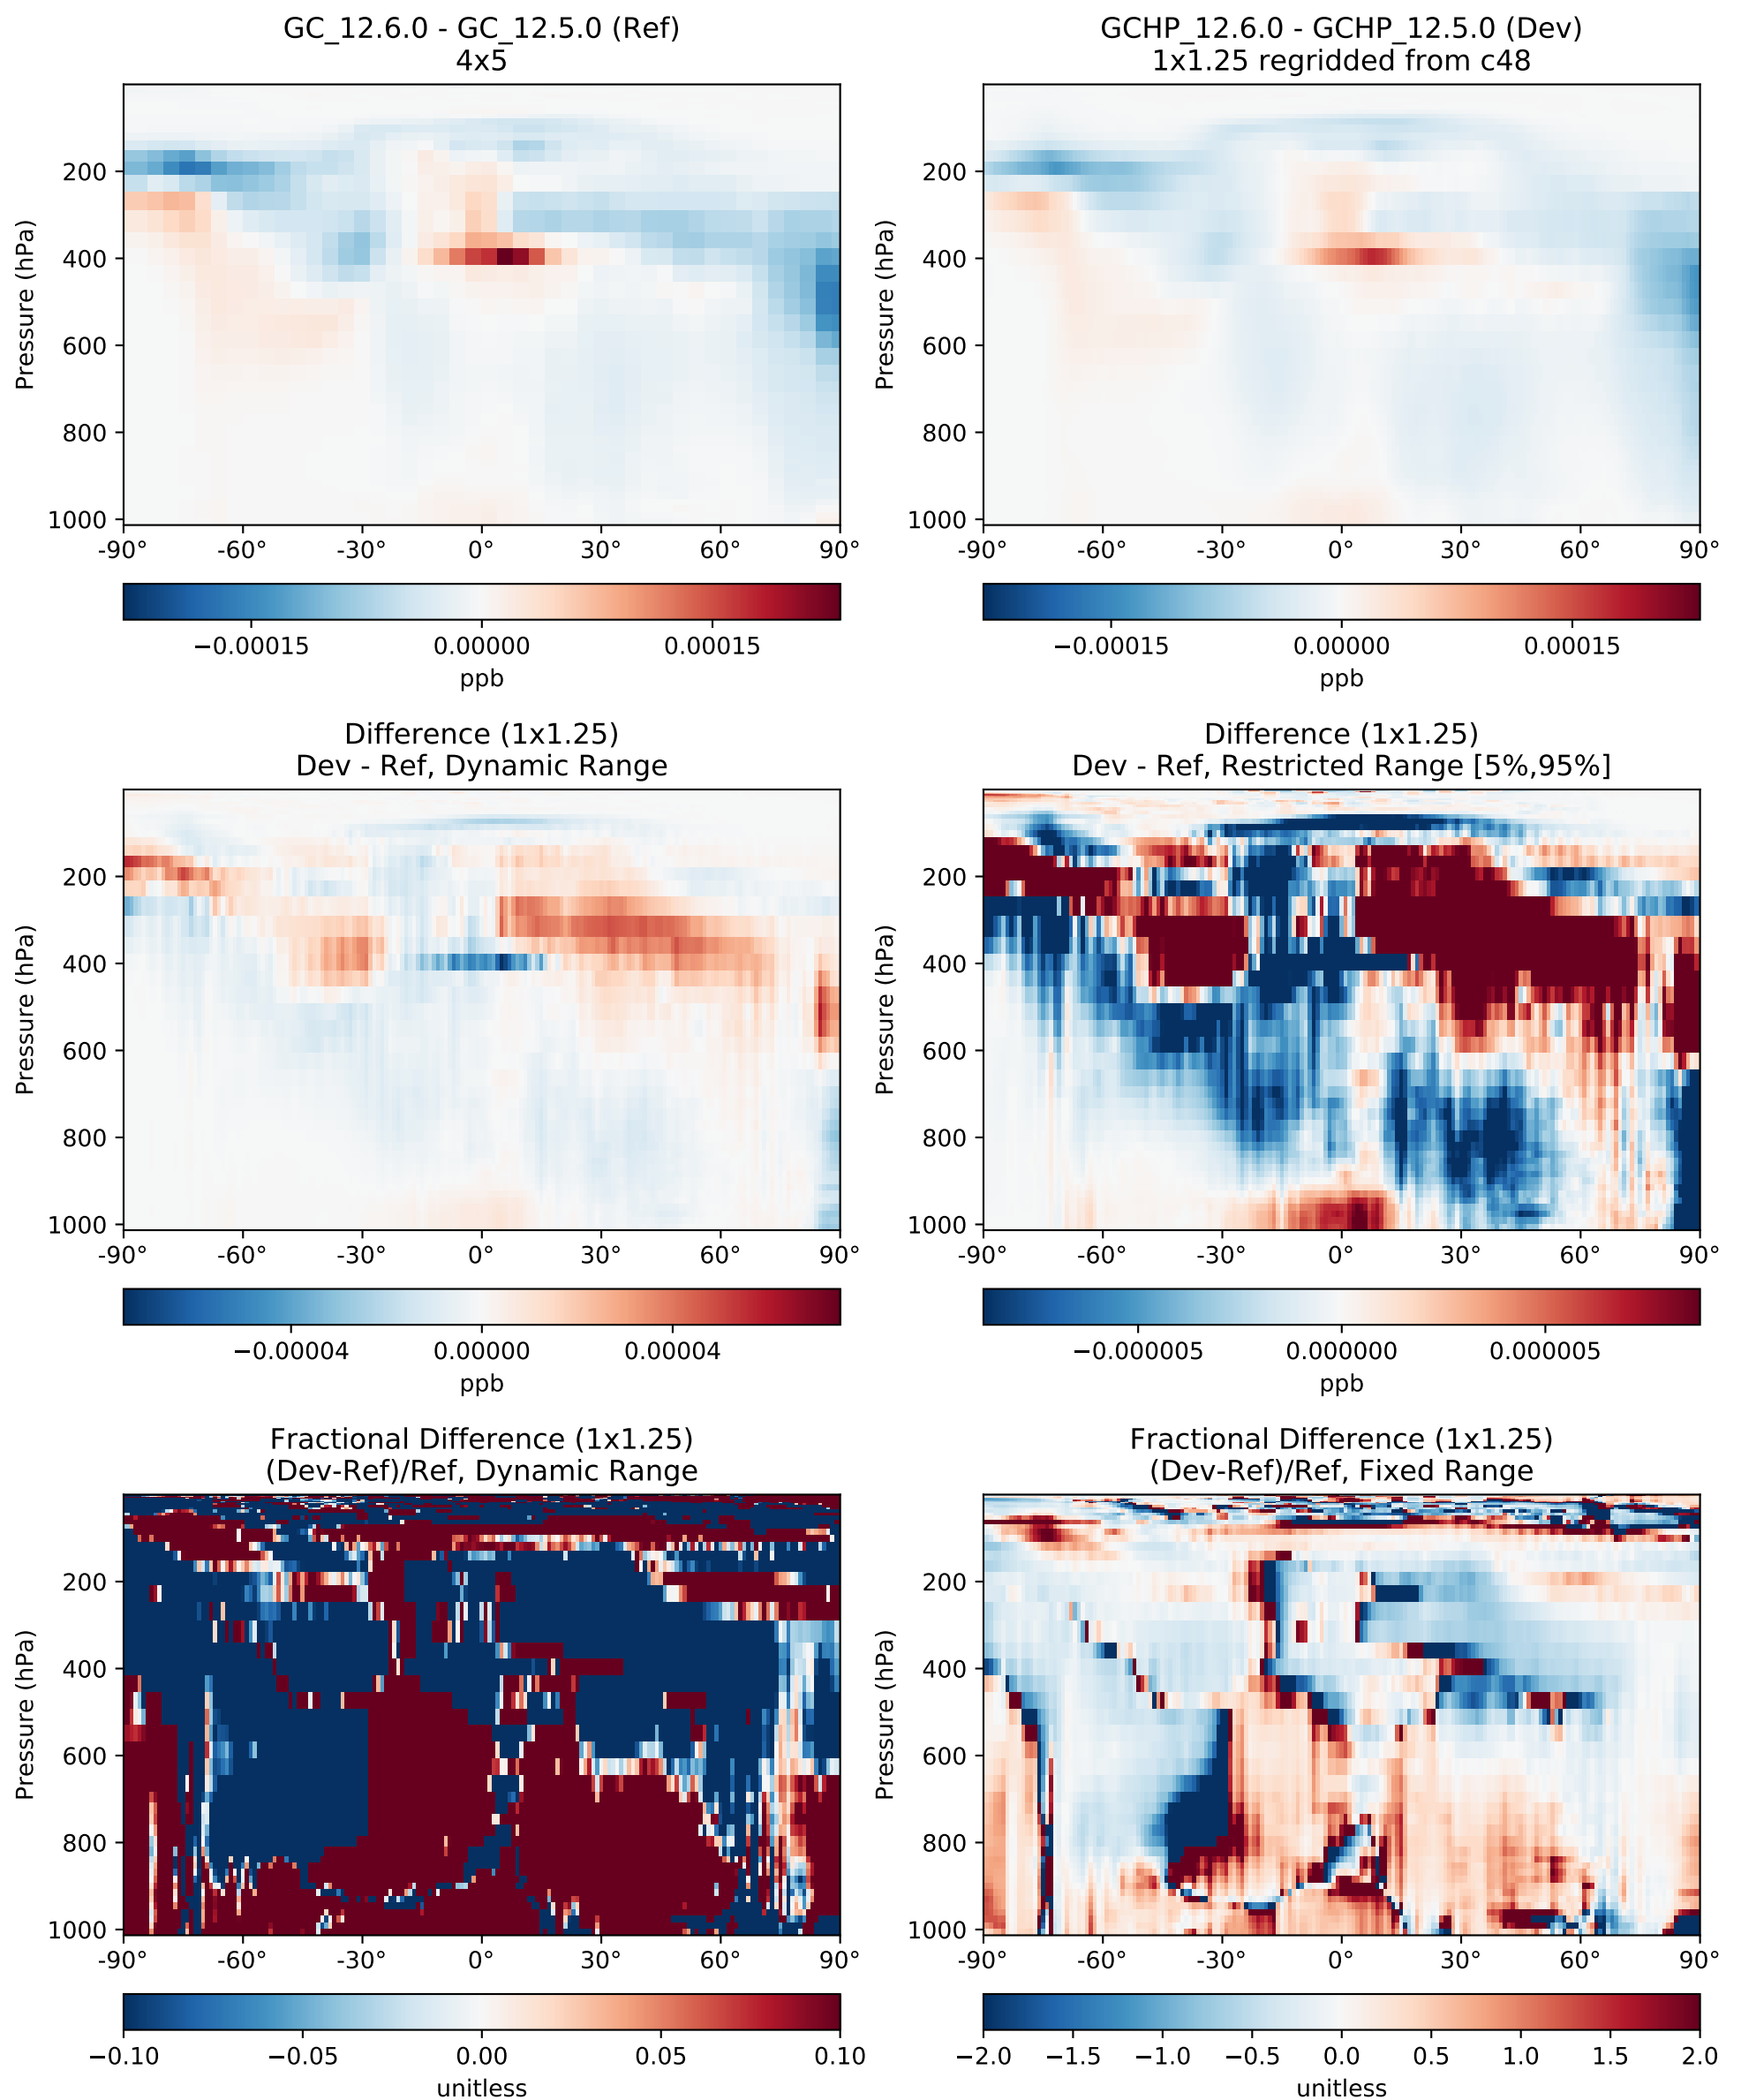 GC_12.6.0 - GC_12.5.0 (Ref)
4x5
GCHP_12.6.0 - GCHP_12.5.0 (Dev)
1x1.25 regridded from c48
Pressure (hPa)
200
400
600
800
1000
-90° -60° -30° 0° 30° 60° 90°
−0.00015 0.00000 0.00015
ppb
Pressure (hPa)
200
400
600
800
1000
-90° -60° -30° 0° 30° 60° 90°
−0.00015 0.00000 0.00015
ppb
Difference (1x1.25)
Dev - Ref, Dynamic Range
Difference (1x1.25)
Dev - Ref, Restricted Range [5%,95%]
Pressure (hPa)
200
400
600
800
1000
-90° -60° -30° 0° 30° 60° 90°
−0.00004 0.00000 0.00004
ppb
Pressure (hPa)
200
400
600
800
1000
-90° -60° -30° 0° 30° 60° 90°
−0.000005 0.000000 0.000005
ppb
Fractional Difference (1x1.25)
(Dev-Ref)/Ref, Dynamic Range
Fractional Difference (1x1.25)
(Dev-Ref)/Ref, Fixed Range
Pressure (hPa)
200
400
600
800
1000
-90° -60° -30° 0° 30° 60° 90°
−0.10 −0.05 0.00 0.05 0.10
unitless
Pressure (hPa)
200
400
600
800
1000
-90° -60° -30° 0° 30° 60° 90°
−2.0 −1.5 −1.0 −0.5 0.0 0.5 1.0 1.5 2.0
unitless